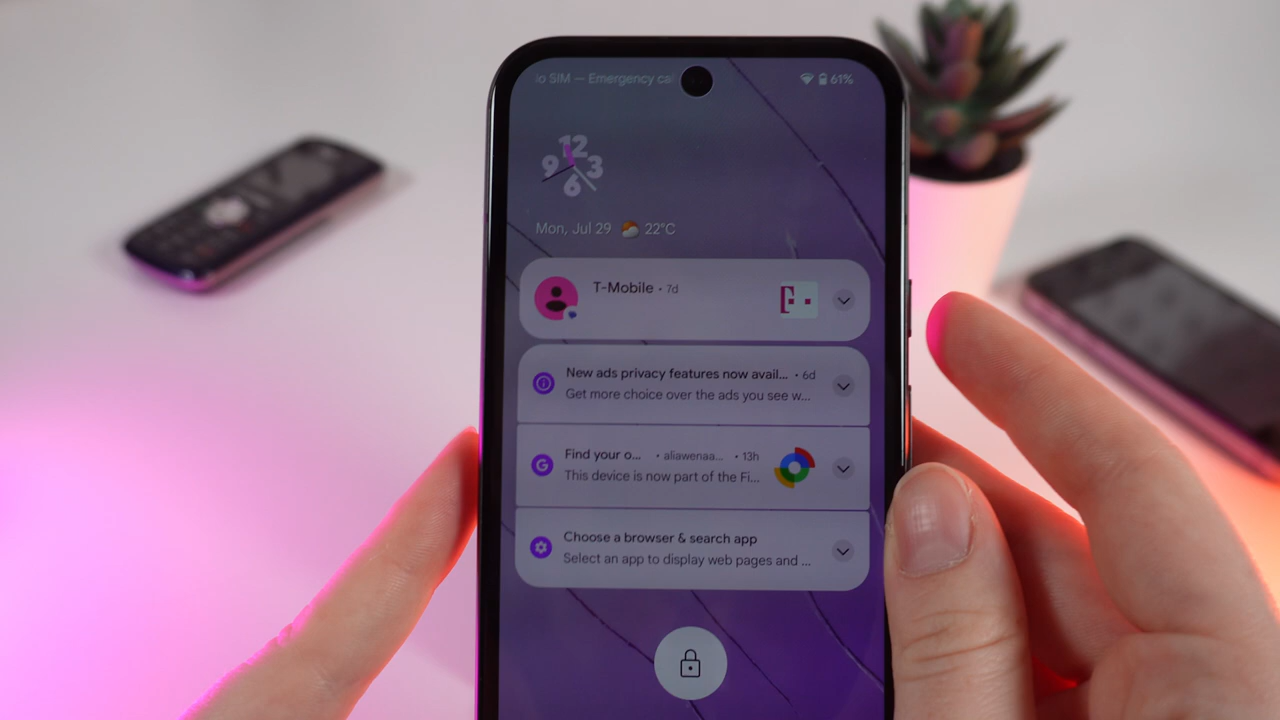 o SIM — Emergency ca
61%
12
9 3
6
Mon, Jul 29 22°C
T-Mobile • 7d
New ads privacy features now avail... • 6d
Get more choice over the ads you see w...
Find your o... • aliawenaa... • 13h
This device is now part of the Fi...
Choose a browser & search app
Select an app to display web pages and ...